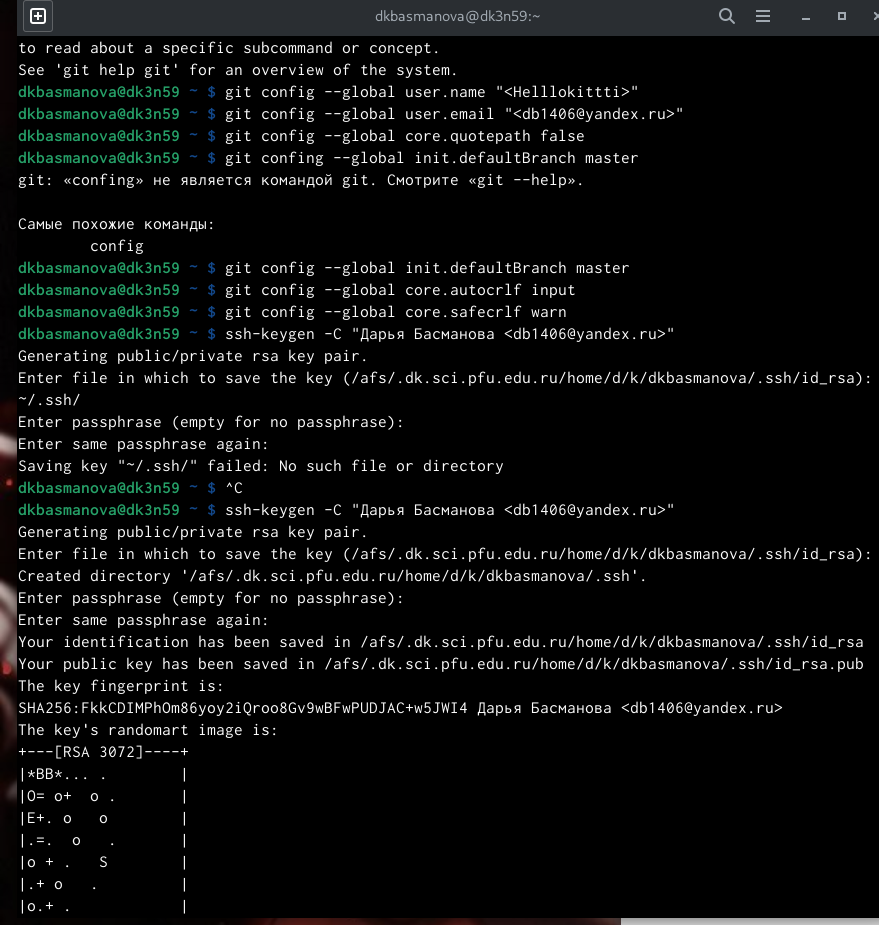 dkbasmanova@dk3n59:~
to read about a specific subcommand or concept.
See 'git help git' for an overview of the system.
dkbasmanova@dk3n59 ~ $ git config --global user.name "<Helllokittti>"
dkbasmanova@dk3n59 ~ $ git config --global user.email "<db1406@yandex.ru>"
dkbasmanova@dk3n59 ~ $ git config --global core.quotepath false
dkbasmanova@dk3n59 ~ $ git confing --global init.defaultBranch master
git: «confing» не является командой git. Смотрите «git --help».
Самые похожие команды:
        config
dkbasmanova@dk3n59 ~ $ git config --global init.defaultBranch master
dkbasmanova@dk3n59 ~ $ git config --global core.autocrlf input
dkbasmanova@dk3n59 ~ $ git config --global core.safecrlf warn
dkbasmanova@dk3n59 ~ $ ssh-keygen -C "Дарья Басманова <db1406@yandex.ru>"
Generating public/private rsa key pair.
Enter file in which to save the key (/afs/.dk.sci.pfu.edu.ru/home/d/k/dkbasmanova/.ssh/id_rsa):
~/.ssh/
Enter passphrase (empty for no passphrase):
Enter same passphrase again:
Saving key "~/.ssh/" failed: No such file or directory
dkbasmanova@dk3n59 ~ $ ^C
dkbasmanova@dk3n59 ~ $ ssh-keygen -C "Дарья Басманова <db1406@yandex.ru>"
Generating public/private rsa key pair.
Enter file in which to save the key (/afs/.dk.sci.pfu.edu.ru/home/d/k/dkbasmanova/.ssh/id_rsa):
Created directory '/afs/.dk.sci.pfu.edu.ru/home/d/k/dkbasmanova/.ssh'.
Enter passphrase (empty for no passphrase):
Enter same passphrase again:
Your identification has been saved in /afs/.dk.sci.pfu.edu.ru/home/d/k/dkbasmanova/.ssh/id_rsa
Your public key has been saved in /afs/.dk.sci.pfu.edu.ru/home/d/k/dkbasmanova/.ssh/id_rsa.pub
The key fingerprint is:
SHA256:FkkCDIMPhOm86yoy2iQroo8Gv9wBFwPUDJAC+w5JWI4 Дарья Басманова <db1406@yandex.ru>
The key's randomart image is:
+---[RSA 3072]----+
|*BB*... .        |
|O= o+  o .       |
|E+. o   o        |
|.=.  o   .       |
|o + .   S        |
|.+ o   .         |
|o.+ .            |